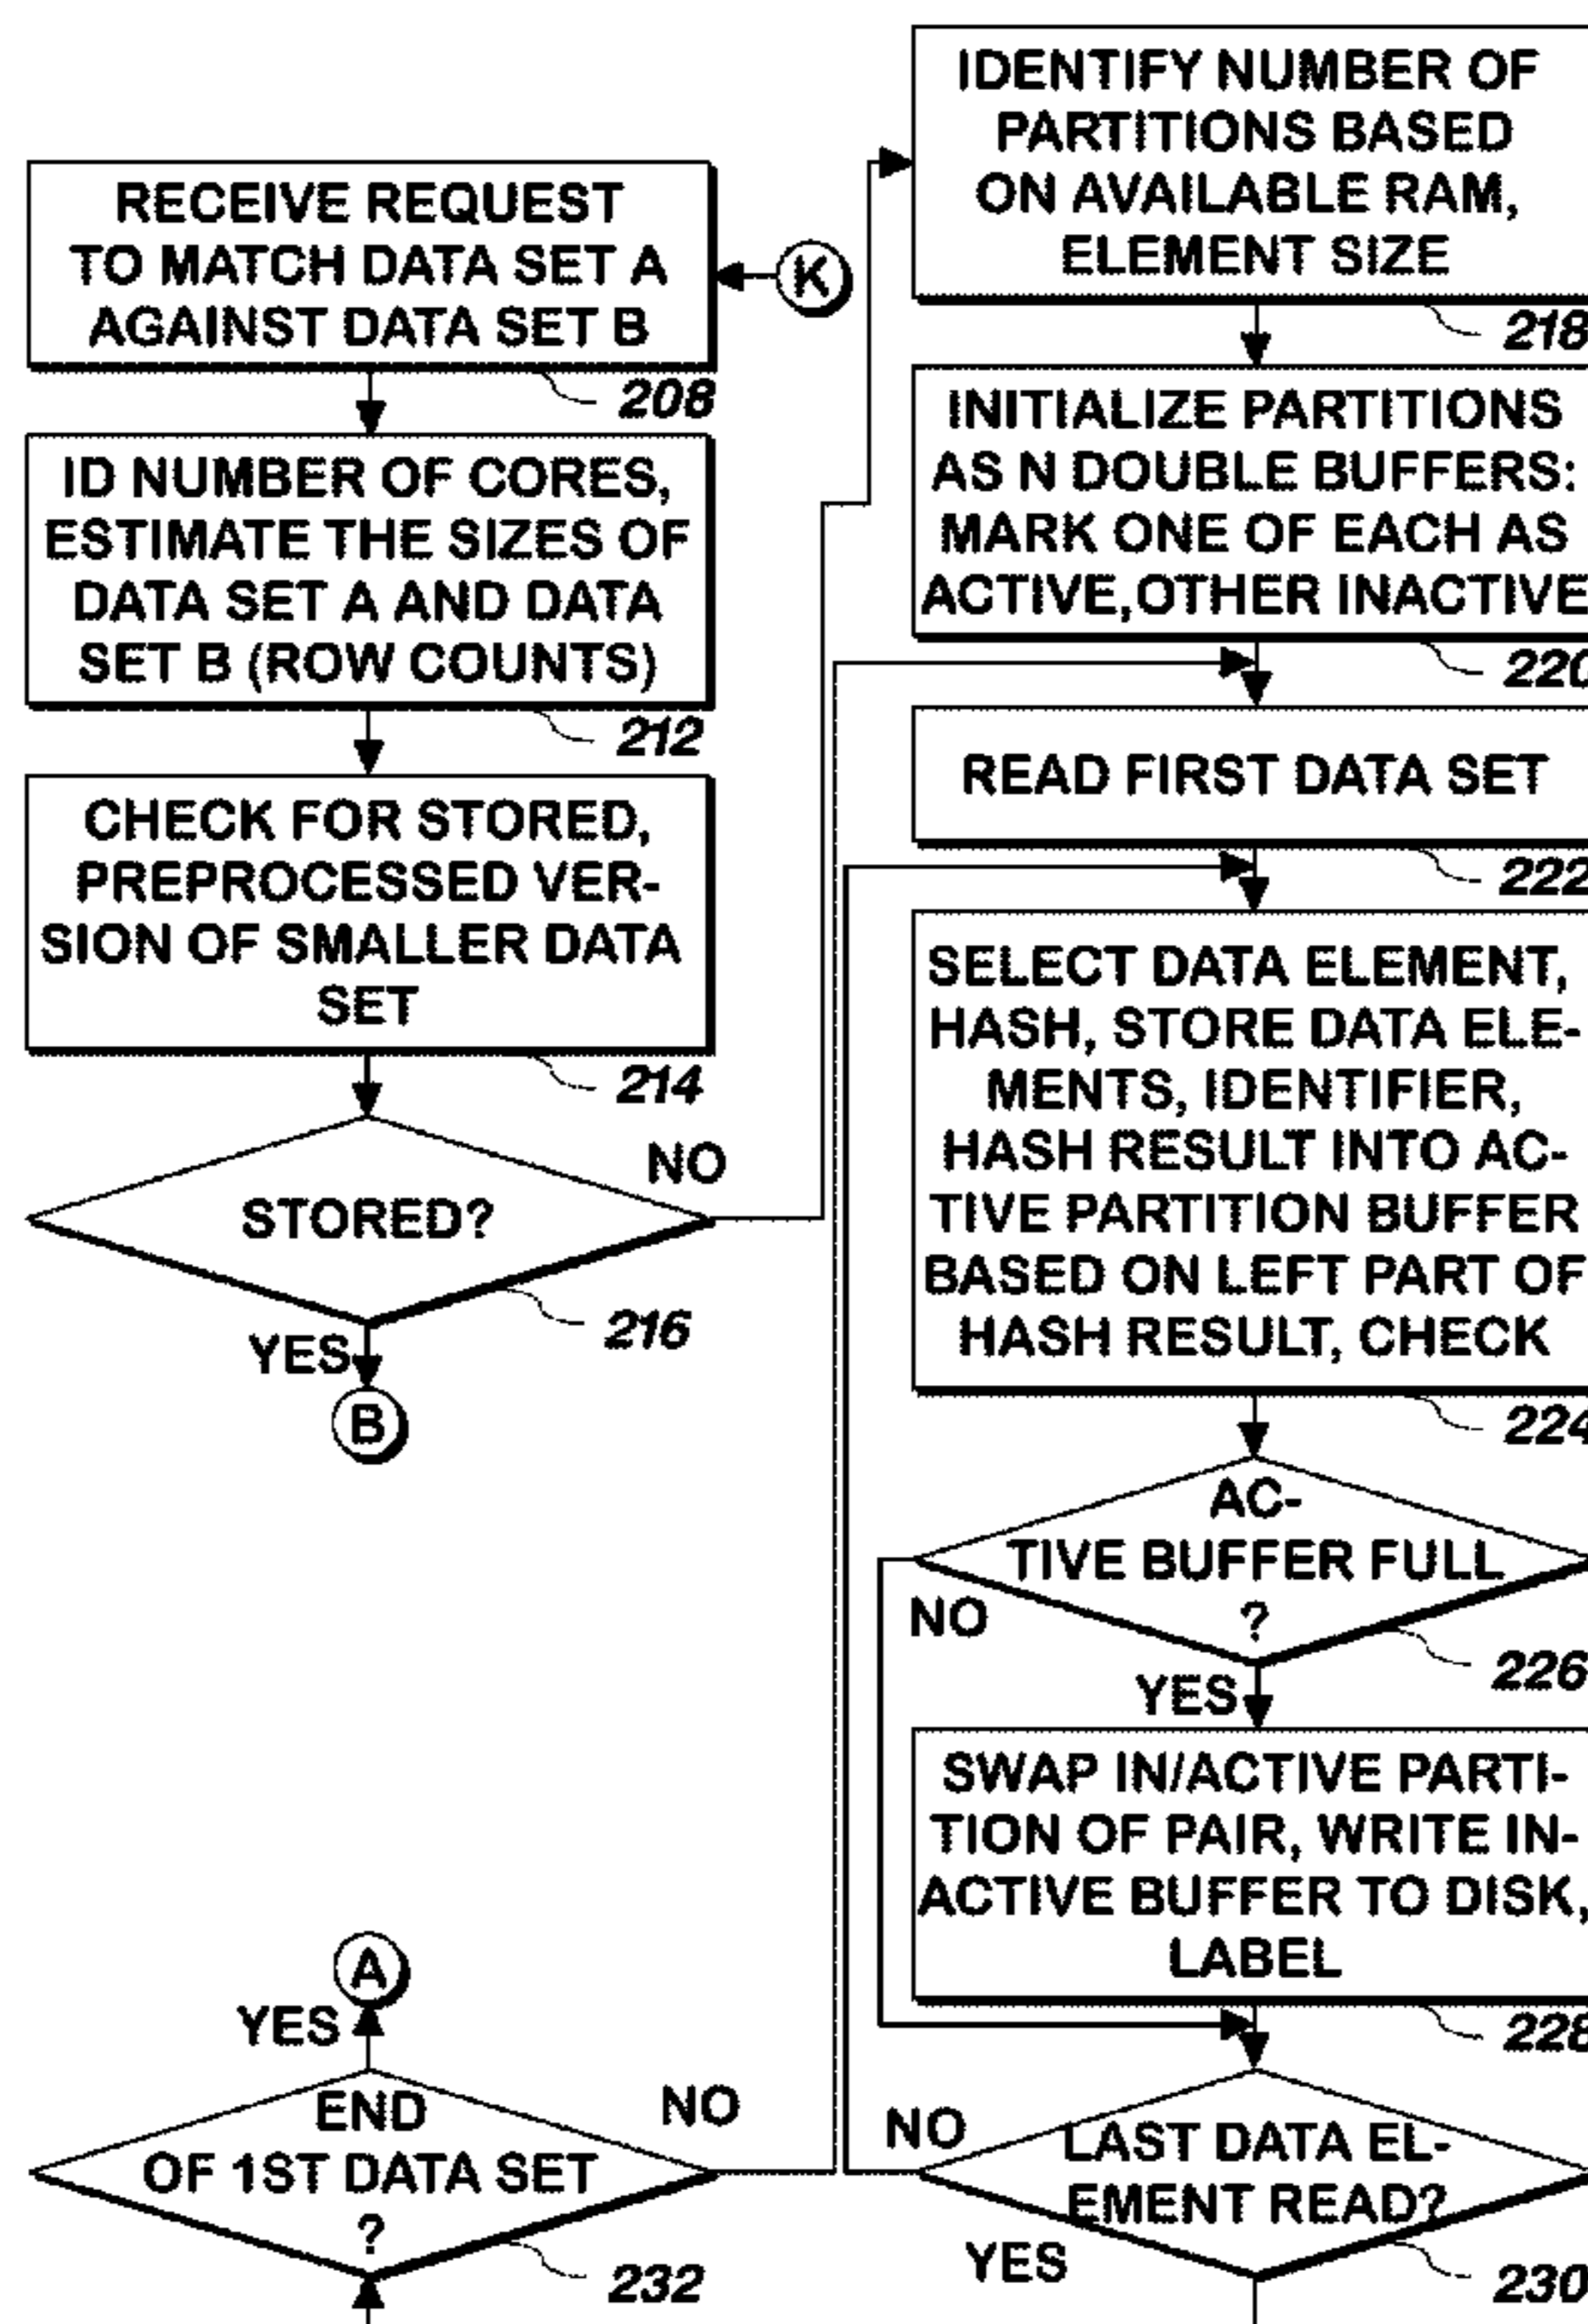 RECEIVE REQUEST
TO MATCH DATA SET A
AGAINST DATA SET B
K
208
ID NUMBER OF CORES,
ESTIMATE THE SIZES OF
DATA SET A AND DATA
SET B (ROW COUNTS)
212
CHECK FOR STORED,
PREPROCESSED VER-
SION OF SMALLER DATA
SET
214
STORED?
NO
216
YES
B
A
YES
END
OF 1ST DATA SET
?
NO
232
IDENTIFY NUMBER OF
PARTITIONS BASED
ON AVAILABLE RAM,
ELEMENT SIZE
218
INITIALIZE PARTITIONS
AS N DOUBLE BUFFERS:
MARK ONE OF EACH AS
ACTIVE,OTHER INACTIVE
220
READ FIRST DATA SET
222
SELECT DATA ELEMENT,
HASH, STORE DATA ELE-
MENTS, IDENTIFIER,
HASH RESULT INTO AC-
TIVE PARTITION BUFFER
BASED ON LEFT PART OF
HASH RESULT, CHECK
224
AC-
TIVE BUFFER FULL
?
NO
226
YES
SWAP IN/ACTIVE PARTI-
TION OF PAIR, WRITE IN-
ACTIVE BUFFER TO DISK,
LABEL
228
NO
LAST DATA EL-
EMENT READ?
YES
230